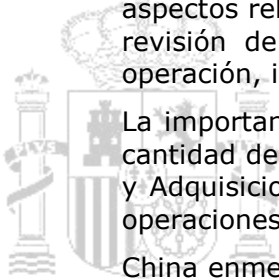 aspectos rel
revisión de
operación, i
La importan
cantidad de
y Adquisicio
operaciones
China enme